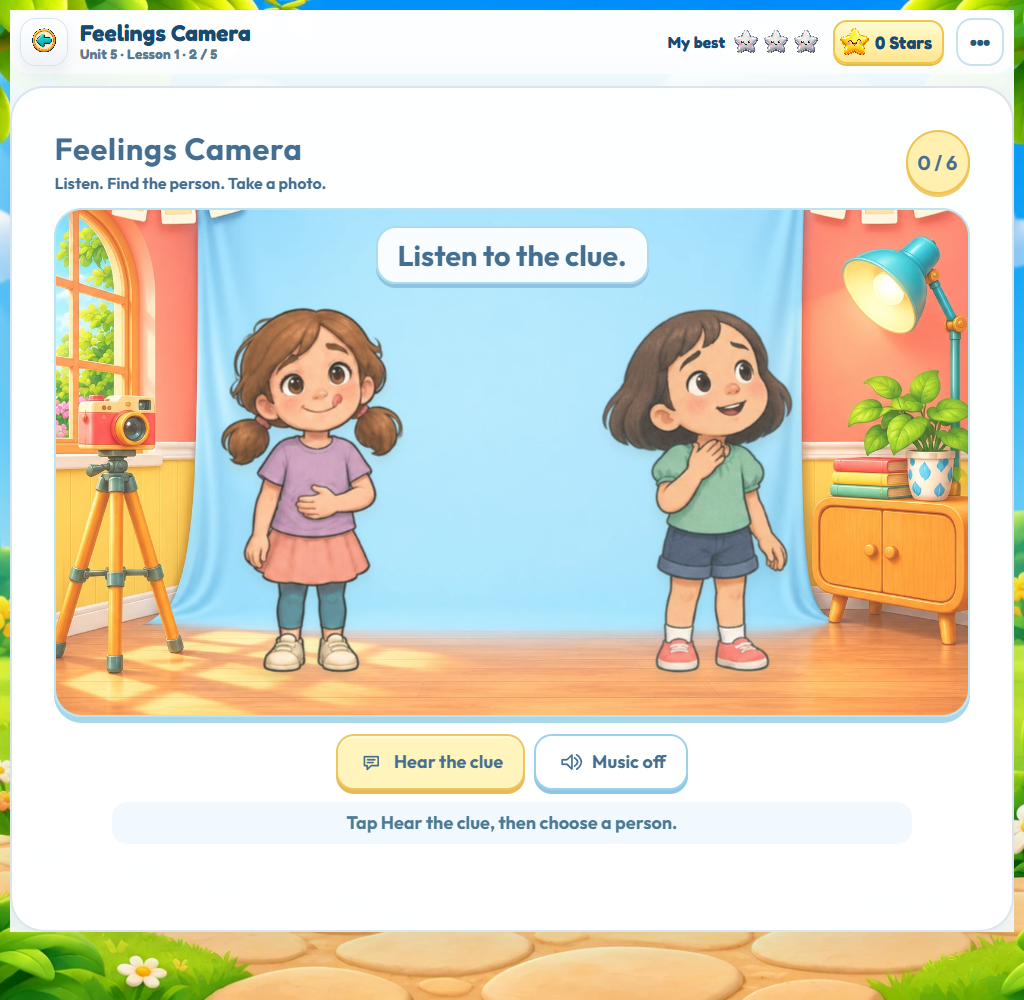 Feelings Camera
Unit 5 · Lesson 1 · 2 / 5
My best
0 Stars
Feelings Camera
Listen. Find the person. Take a photo.
0 / 6
Listen to the clue.
Hear the clue
Music off
Tap Hear the clue, then choose a person.